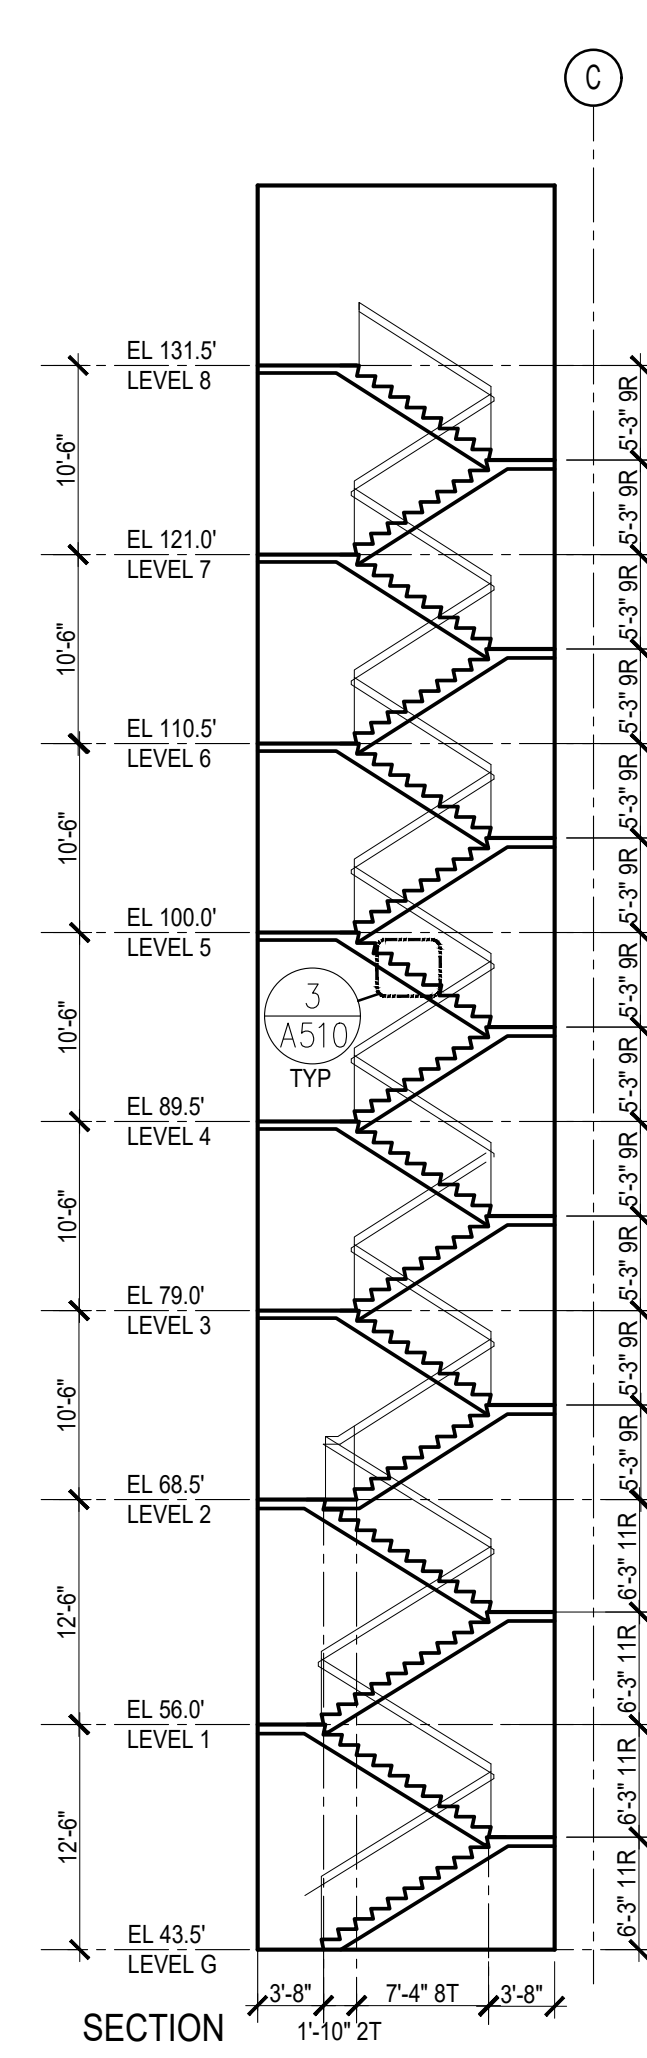 C
EL 131.5'
LEVEL 8
5'-3" 9R
10'-6"
5'-3" 9R
EL 121.0'
LEVEL 7
5'-3" 9R
10'-6"
5'-3" 9R
EL 110.5'
LEVEL 6
5'-3" 9R
10'-6"
5'-3" 9R
EL 100.0'
LEVEL 5
5'-3" 9R
3
A510
TYP
10'-6"
5'-3" 9R
EL 89.5'
LEVEL 4
5'-3" 9R
10'-6"
5'-3" 9R
EL 79.0'
LEVEL 3
5'-3" 9R
10'-6"
5'-3" 9R
EL 68.5'
LEVEL 2
6'-3" 11R
12'-6"
6'-3" 11R
EL 56.0'
LEVEL 1
6'-3" 11R
12'-6"
6'-3" 11R
EL 43.5'
LEVEL G
3'-8"
7'-4" 8T
3'-8"
1'-10" 2T
SECTION